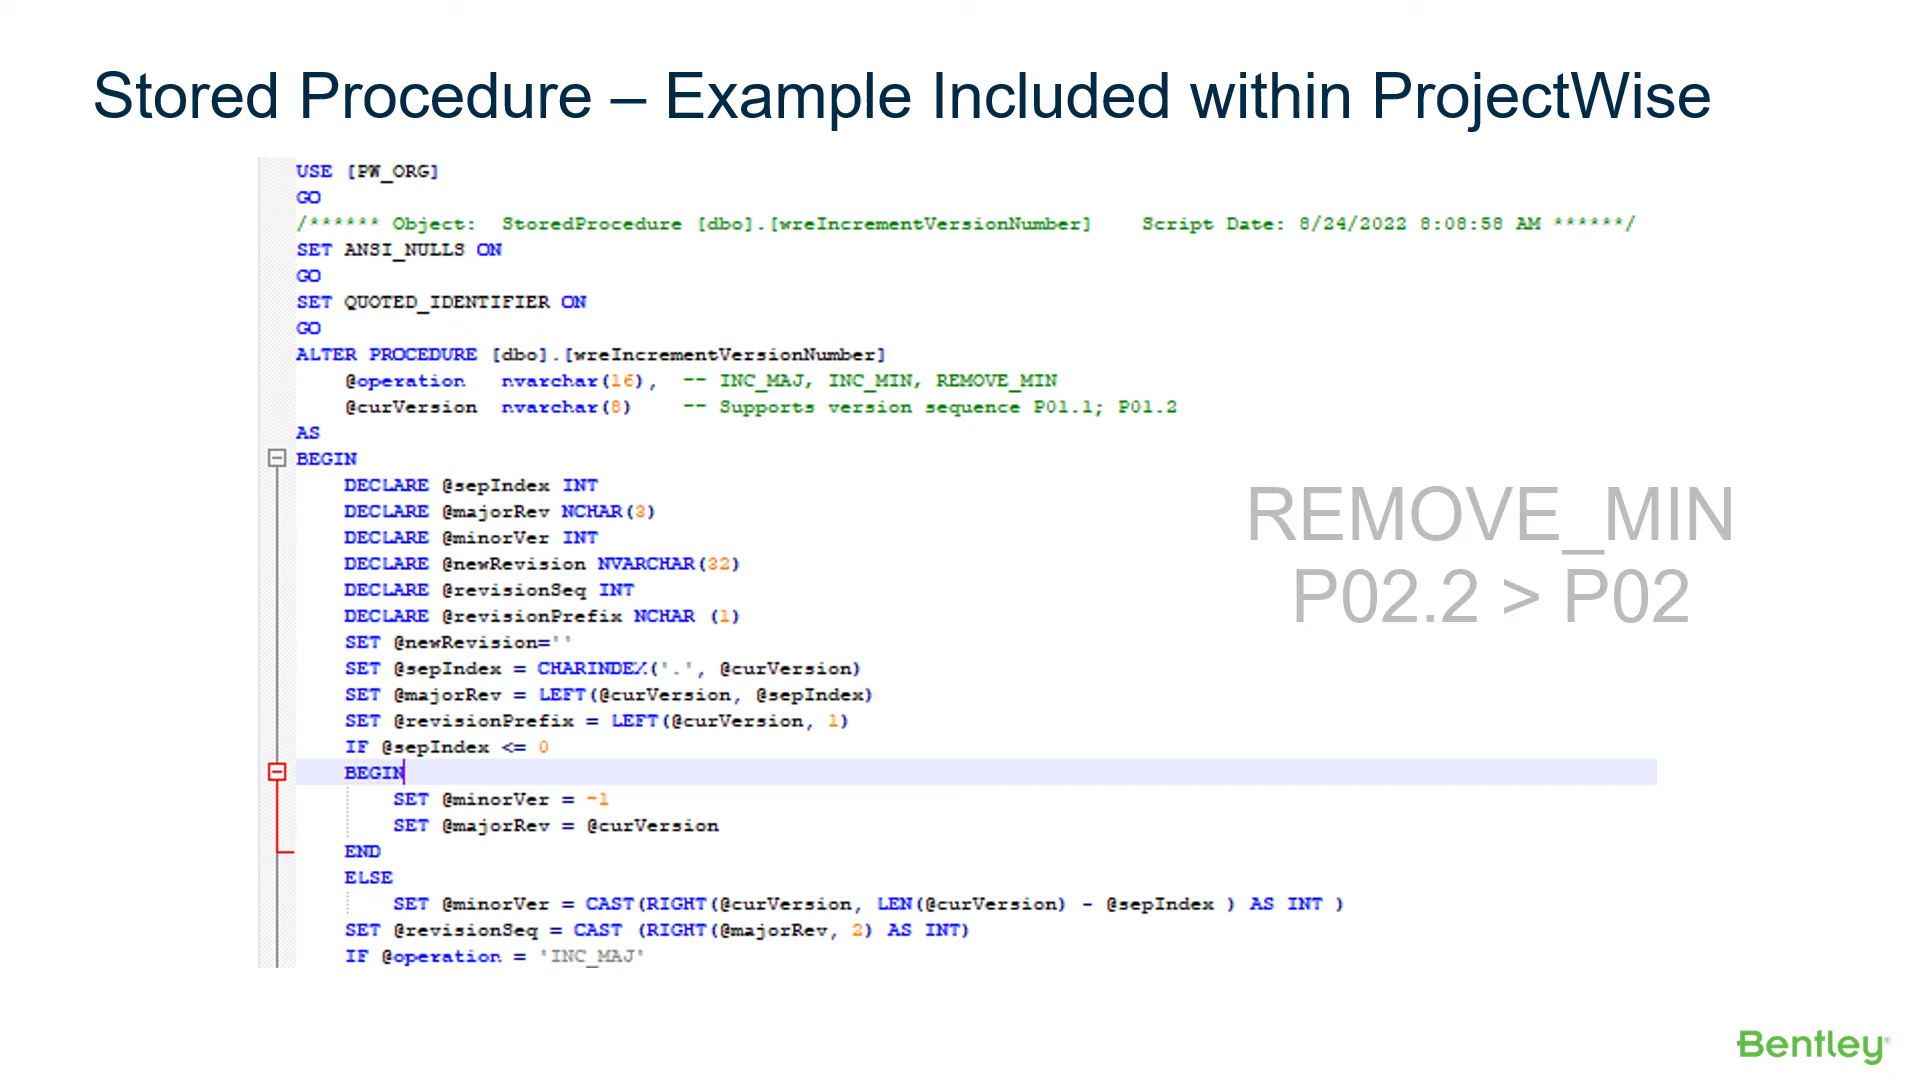 Stored Procedure – Example Included within ProjectWise
USE [PW_ORG]
GO
/****** Object:  StoredProcedure [dbo].[wreIncrementVersionNumber]    Script Date: 8/24/2022 8:08:58 AM ******/
SET ANSI_NULLS ON
GO
SET QUOTED_IDENTIFIER ON
GO
ALTER PROCEDURE [dbo].[wreIncrementVersionNumber]
    @operation   nvarchar(16),  -- INC_MAJ, INC_MIN, REMOVE_MIN
    @curVersion  nvarchar(8)    -- Supports version sequence P01.1; P01.2
AS
BEGIN
    DECLARE @sepIndex INT
    DECLARE @majorRev NCHAR(3)
    DECLARE @minorVer INT
    DECLARE @newRevision NVARCHAR(32)
    DECLARE @revisionSeq INT
    DECLARE @revisionPrefix NCHAR (1)
    SET @newRevision=''
    SET @sepIndex = CHARINDEX('.', @curVersion)
    SET @majorRev = LEFT(@curVersion, @sepIndex)
    SET @revisionPrefix = LEFT(@curVersion, 1)
    IF @sepIndex <= 0
    BEGIN
        SET @minorVer = -1
        SET @majorRev = @curVersion
    END
    ELSE
        SET @minorVer = CAST(RIGHT(@curVersion, LEN(@curVersion) - @sepIndex ) AS INT )
    SET @revisionSeq = CAST (RIGHT(@majorRev, 2) AS INT)
    IF @operation = 'INC_MAJ'
REMOVE_MIN
P02.2 > P02
Bentley®